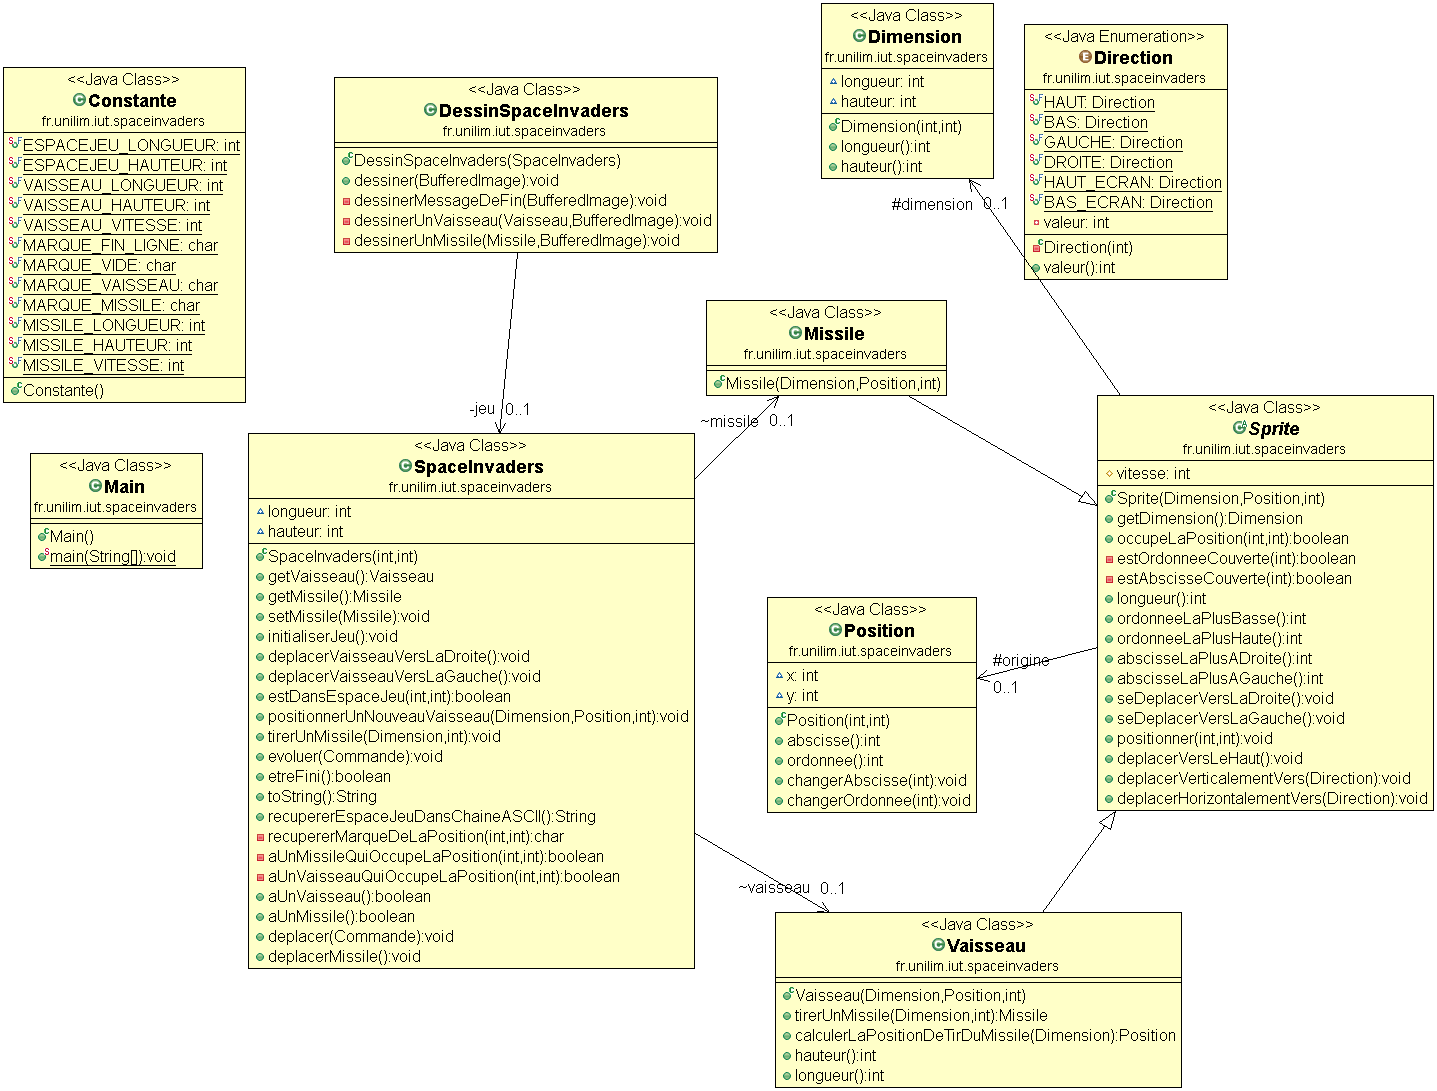 <<Java Class>>
Constante
fr.unilim.iut.spaceinvaders
ESPACEJEU_LONGUEUR: int
ESPACEJEU_HAUTEUR: int
VAISSEAU_LONGUEUR: int
VAISSEAU_HAUTEUR: int
VAISSEAU_VITESSE: int
MARQUE_FIN_LIGNE: char
MARQUE_VIDE: char
MARQUE_VAISSEAU: char
MARQUE_MISSILE: char
MISSILE_LONGUEUR: int
MISSILE_HAUTEUR: int
MISSILE_VITESSE: int
Constante()
<<Java Class>>
Main
fr.unilim.iut.spaceinvaders
Main()
main(String[]):void
<<Java Class>>
DessinSpaceInvaders
fr.unilim.iut.spaceinvaders
DessinSpaceInvaders(SpaceInvaders)
dessiner(BufferedImage):void
dessinerMessageDeFin(BufferedImage):void
dessinerUnVaisseau(Vaisseau,BufferedImage):void
dessinerUnMissile(Missile,BufferedImage):void
-jeu 0..1
<<Java Class>>
SpaceInvaders
fr.unilim.iut.spaceinvaders
longueur: int
hauteur: int
SpaceInvaders(int,int)
getVaisseau():Vaisseau
getMissile():Missile
setMissile(Missile):void
initialiserJeu():void
deplacerVaisseauVersLaDroite():void
deplacerVaisseauVersLaGauche():void
estDansEspaceJeu(int,int):boolean
positionnerUnNouveauVaisseau(Dimension,Position,int):void
tirerUnMissile(Dimension,int):void
evoluer(Commande):void
etreFini():boolean
toString():String
recupererEspaceJeuDansChaineASCII():String
recupererMarqueDeLaPosition(int,int):char
aUnMissileQuiOccupeLaPosition(int,int):boolean
aUnVaisseauQuiOccupeLaPosition(int,int):boolean
aUnVaisseau():boolean
aUnMissile():boolean
deplacer(Commande):void
deplacerMissile():void
<<Java Class>>
Dimension
fr.unilim.iut.spaceinvaders
longueur: int
hauteur: int
Dimension(int,int)
longueur():int
hauteur():int
#dimension 0..1
<<Java Enumeration>>
Direction
fr.unilim.iut.spaceinvaders
HAUT: Direction
BAS: Direction
GAUCHE: Direction
DROITE: Direction
HAUT_ECRAN: Direction
BAS_ECRAN: Direction
valeur: int
Direction(int)
valeur():int
<<Java Class>>
Missile
fr.unilim.iut.spaceinvaders
Missile(Dimension,Position,int)
~missile 0..1
<<Java Class>>
Sprite
fr.unilim.iut.spaceinvaders
vitesse: int
Sprite(Dimension,Position,int)
getDimension():Dimension
occupeLaPosition(int,int):boolean
estOrdonneeCouverte(int):boolean
estAbscisseCouverte(int):boolean
longueur():int
ordonneeLaPlusBasse():int
ordonneeLaPlusHaute():int
abscisseLaPlusADroite():int
abscisseLaPlusAGauche():int
seDeplacerVersLaDroite():void
seDeplacerVersLaGauche():void
positionner(int,int):void
deplacerVersLeHaut():void
deplacerVerticalementVers(Direction):void
deplacerHorizontalementVers(Direction):void
<<Java Class>>
Position
fr.unilim.iut.spaceinvaders
x: int
y: int
Position(int,int)
abscisse():int
ordonnee():int
changerAbscisse(int):void
changerOrdonnee(int):void
#origine
0..1
~vaisseau 0..1
<<Java Class>>
Vaisseau
fr.unilim.iut.spaceinvaders
Vaisseau(Dimension,Position,int)
tirerUnMissile(Dimension,int):Missile
calculerLaPositionDeTirDuMissile(Dimension):Position
hauteur():int
longueur():int